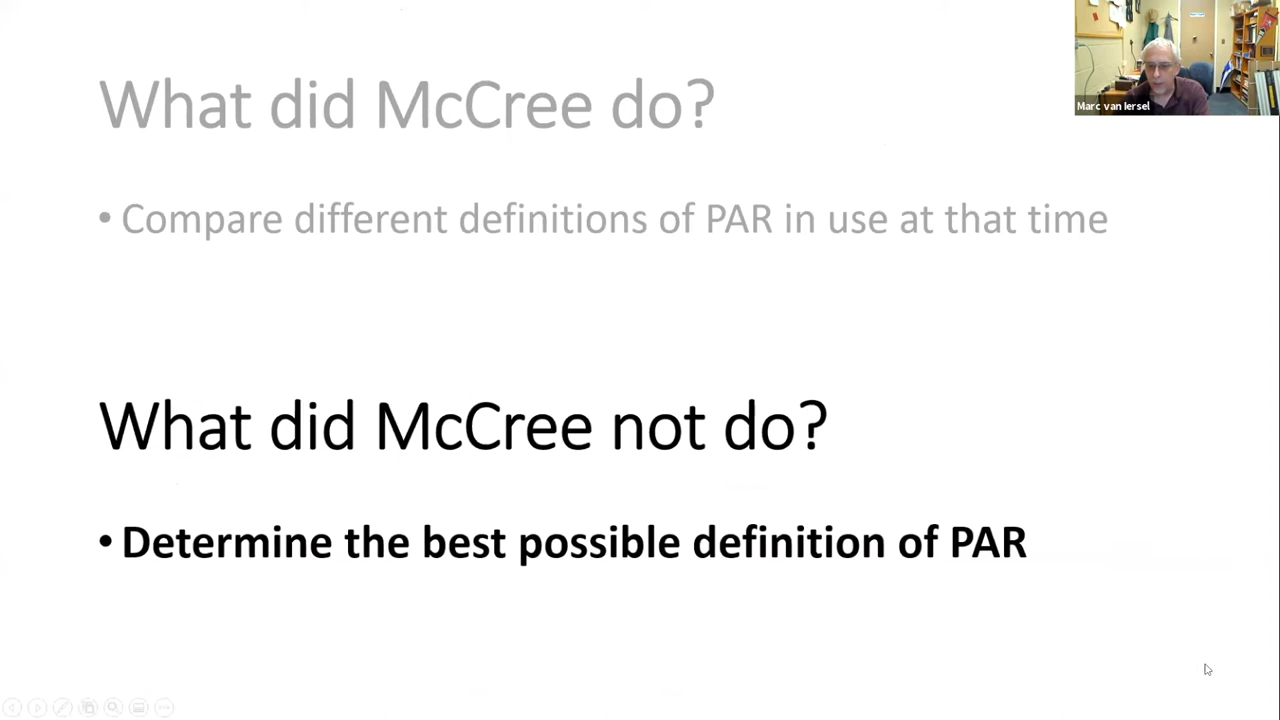 What did McCree do?
• Compare different definitions of PAR in use at that time
What did McCree not do?
• Determine the best possible definition of PAR
Marc van Iersel